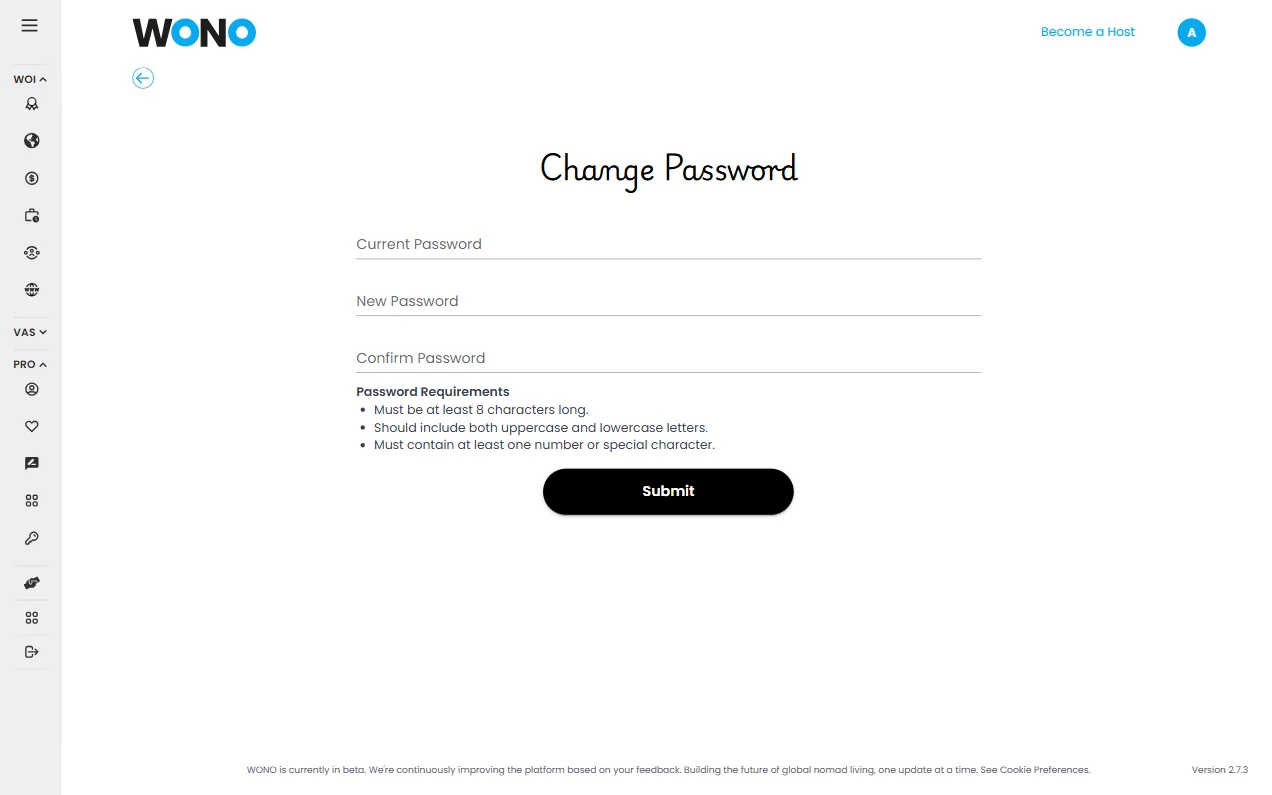 WONO
Become a Host
A
WOI
VAS
PRO
Change Password
Current Password
New Password
Confirm Password
Password Requirements
Must be at least 8 characters long.
Should include both uppercase and lowercase letters.
Must contain at least one number or special character.
Submit
WONO is currently in beta. We're continuously improving the platform based on your feedback. Building the future of global nomad living, one update at a time. See Cookie Preferences.
Version 2.7.3